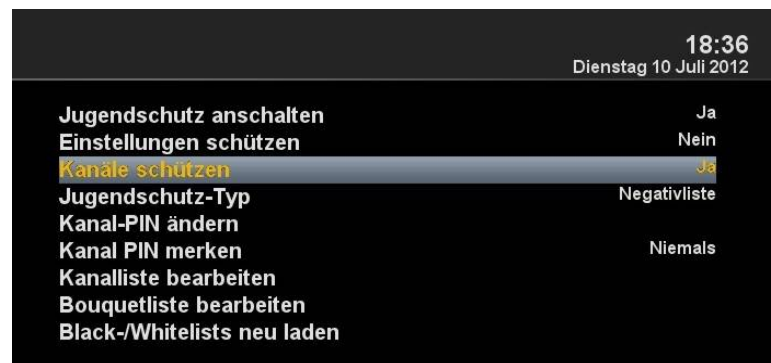 18:36
Dienstag 10 Juli 2012
Jugendschutz anschalten Ja
Einstellungen schützen Nein
Kanäle schützen Ja
Jugendschutz-Typ Negativliste
Kanal-PIN ändern
Kanal PIN merken Niemals
Kanalliste bearbeiten
Bouquetliste bearbeiten
Black-/Whitelists neu laden